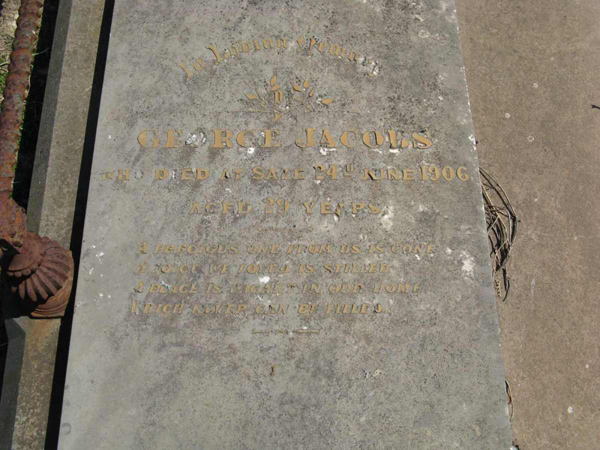 In Loving Memory
OF
GEORGE JACOBS
WHO DIED AT SALE 24TH JUNE 1906,
AGED YEARS
A PRECIOUS ONE FROM US IS GONE
A VOICE WE LOVED IS STILLED
A PLACE IS VACANT IN OUR HOME
WHICH NEVER CAN BE FILLED.